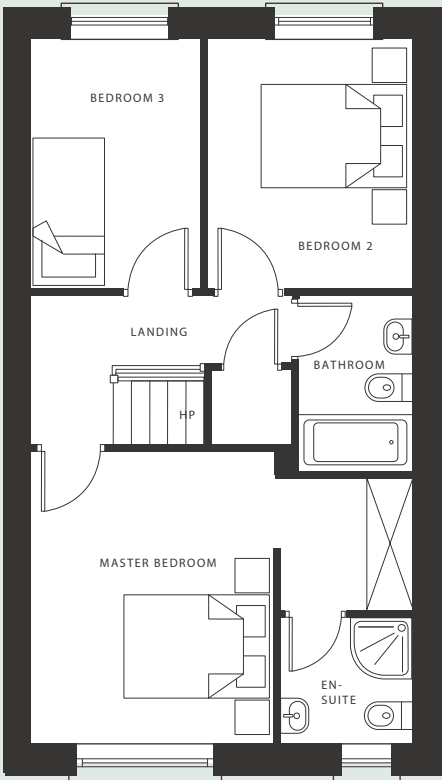 BEDROOM 3
BEDROOM 2
LANDING
BATHROOM
HP
MASTER BEDROOM
EN-
SUITE